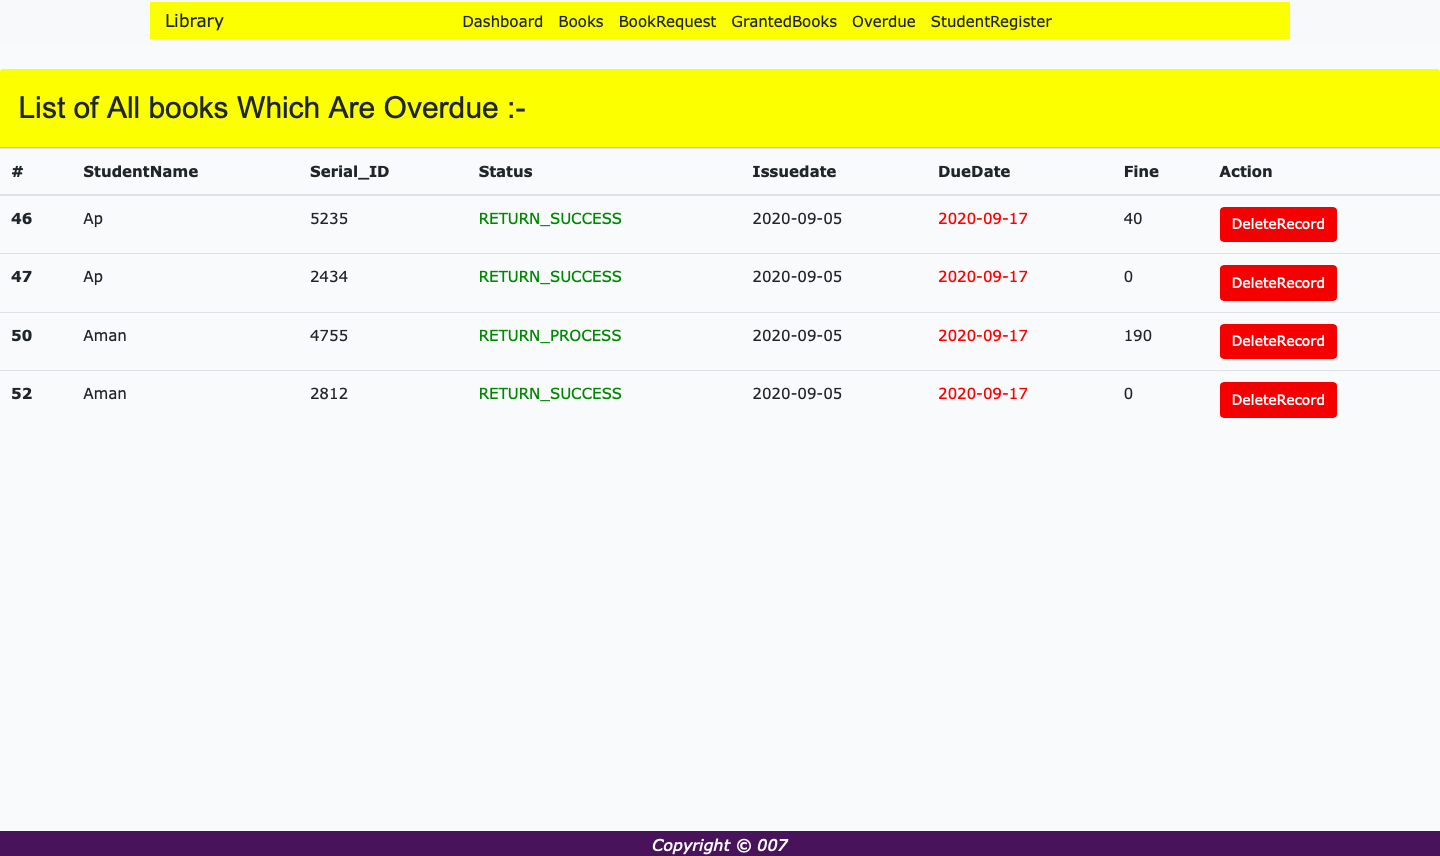 Library Dashboard Books BookRequest GrantedBooks Overdue StudentRegister
List of All books Which Are Overdue :-
# StudentName Serial_ID Status Issuedate DueDate Fine Action
46 Ap 5235 RETURN_SUCCESS 2020-09-05 2020-09-17 40 DeleteRecord
47 Ap 2434 RETURN_SUCCESS 2020-09-05 2020-09-17 0 DeleteRecord
50 Aman 4755 RETURN_PROCESS 2020-09-05 2020-09-17 190 DeleteRecord
52 Aman 2812 RETURN_SUCCESS 2020-09-05 2020-09-17 0 DeleteRecord
Copyright © 007